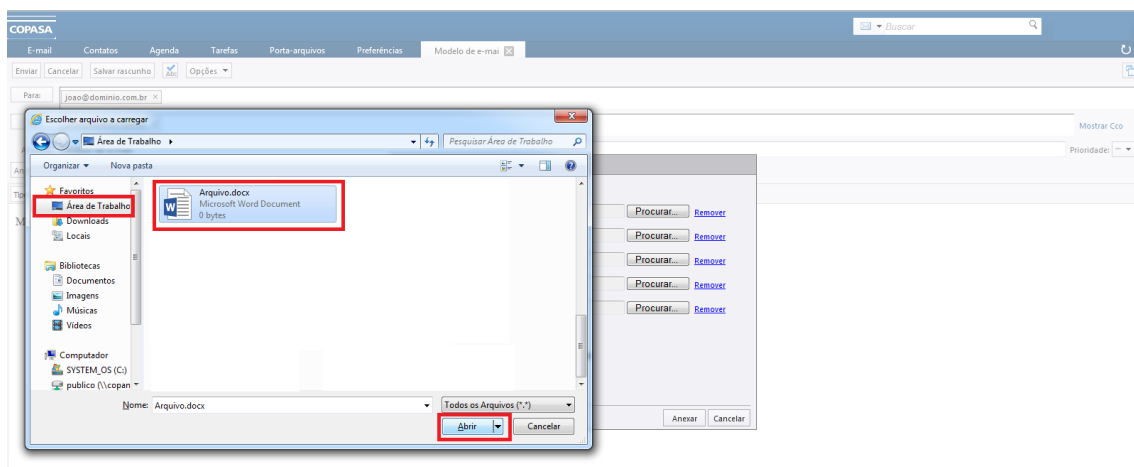 COPASA
Buscar
E-mail Contatos Agenda Tarefas Porta-arquivos Preferências Modelo de e-mai
Enviar Cancelar Salvar rascunho Abc Opções
Para: joao@dominio.com.br ×
Mostrar Cco
Prioridade:
Escolher arquivo a carregar
Área de Trabalho
Pesquisar Área de Trabalho
Organizar Nova pasta
Favoritos
Área de Trabalho
Downloads
Locais
Bibliotecas
Documentos
Imagens
Músicas
Vídeos
Computador
SYSTEM_OS (C:)
publico (\\copan
Arquivo.docx
Microsoft Word Document
0 bytes
Nome: Arquivo.docx
Todos os Arquivos (*.*)
Abrir Cancelar
Procurar... Remover
Procurar... Remover
Procurar... Remover
Procurar... Remover
Procurar... Remover
Anexar Cancelar